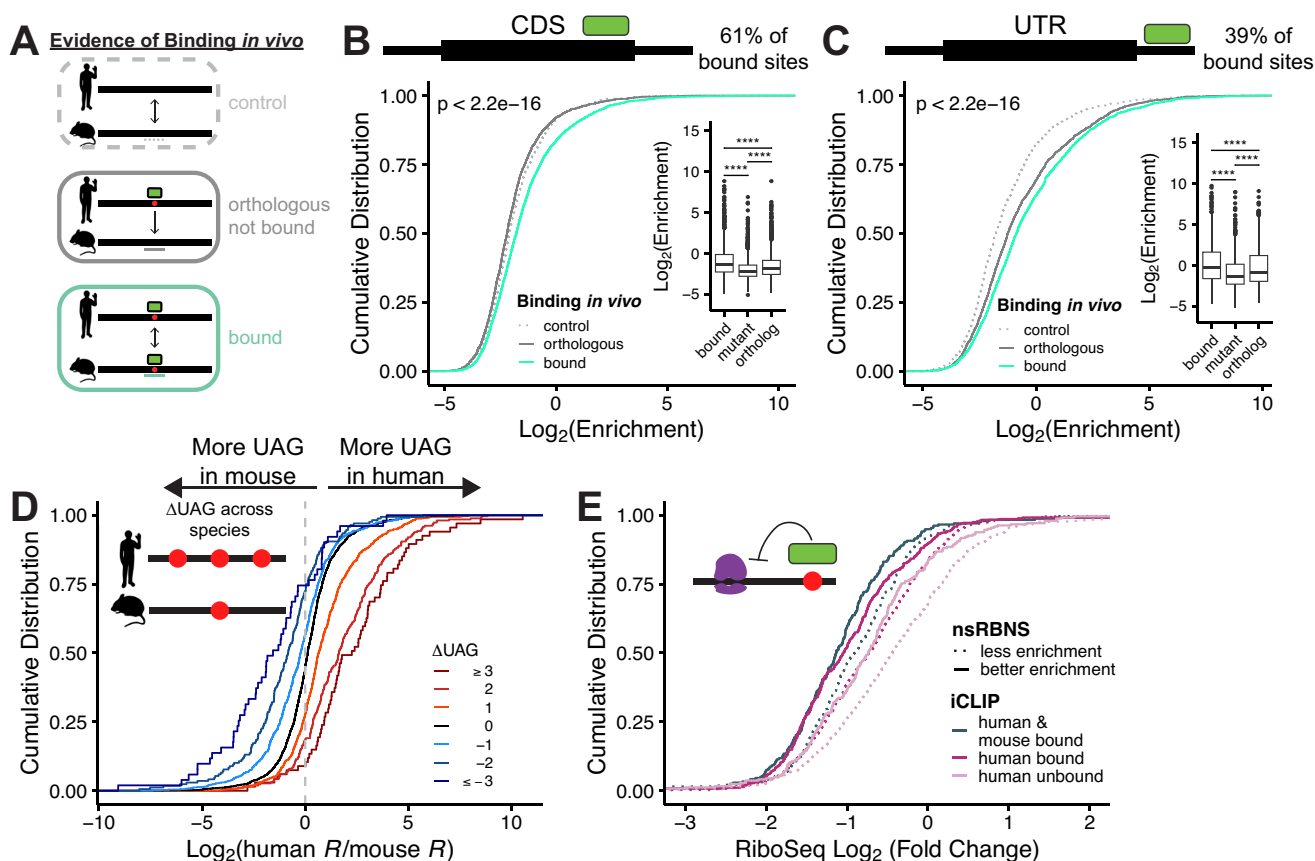 A
Evidence of Binding in vivo
control
orthologous
not bound
bound
B
CDS
61% of
bound sites
p < 2.2e−16
Cumulative Distribution
1.00
0.75
0.50
0.25
0.00
−5
0
5
10
Log2(Enrichment)
Binding in vivo
control
orthologous
bound
Log2(Enrichment)
15
10
5
0
−5
****
****
****
bound
mutant
ortholog
C
UTR
39% of
bound sites
p < 2.2e−16
Cumulative Distribution
1.00
0.75
0.50
0.25
0.00
−5
0
5
10
Log2(Enrichment)
Binding in vivo
control
orthologous
bound
Log2(Enrichment)
15
10
5
0
−5
****
****
****
bound
mutant
ortholog
D
More UAG
in mouse
More UAG
in human
ΔUAG across
species
Cumulative Distribution
1.00
0.75
0.50
0.25
0.00
−10
−5
0
5
10
Log2(human R/mouse R)
ΔUAG
≥3
2
1
0
−1
−2
≤−3
E
Cumulative Distribution
1.00
0.75
0.50
0.25
0.00
−3
−2
−1
0
1
2
RiboSeq Log2 (Fold Change)
nsRBNS
less enrichment
better enrichment
iCLIP
human &
mouse bound
human bound
human unbound